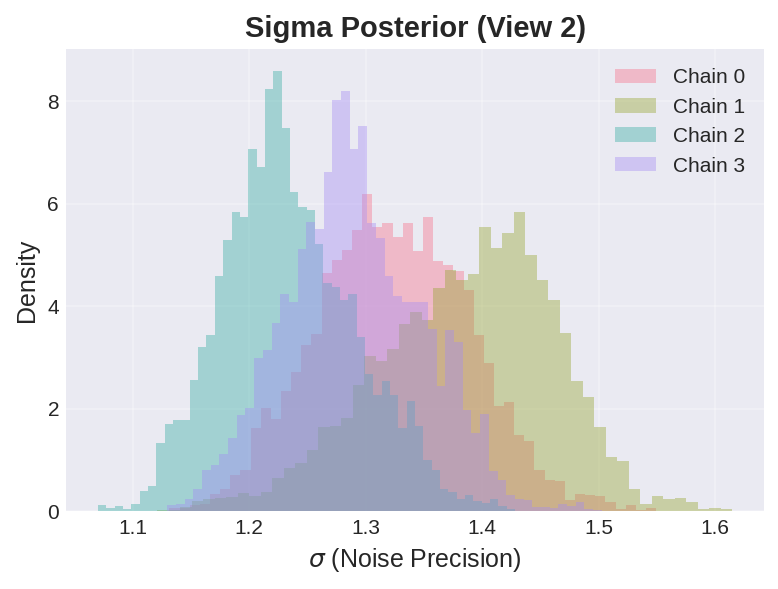 Sigma Posterior (View 2)
Chain 0
Chain 1
Chain 2
Chain 3
Density
8
6
4
2
0
1.1 1.2 1.3 1.4 1.5 1.6
σ (Noise Precision)